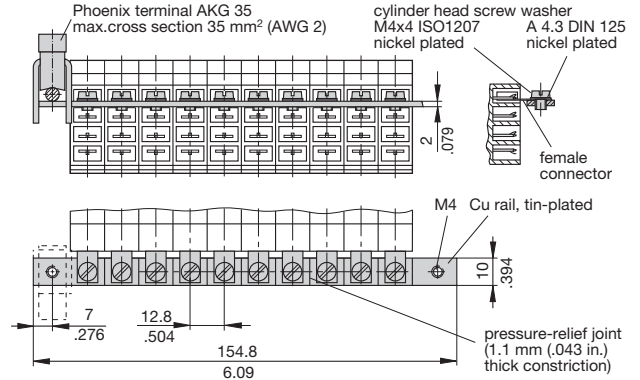 Phoenix terminal AKG 35
max.cross section 35 mm² (AWG 2)
cylinder head screw washer
M4x4 ISO1207 A 4.3 DIN 125
nickel plated nickel plated
2
.079
female
connector
M4 Cu rail, tin-plated
10
.394
7
.276
12.8
.504
154.8
6.09
pressure-relief joint
(1.1 mm (.043 in.)
thick constriction)